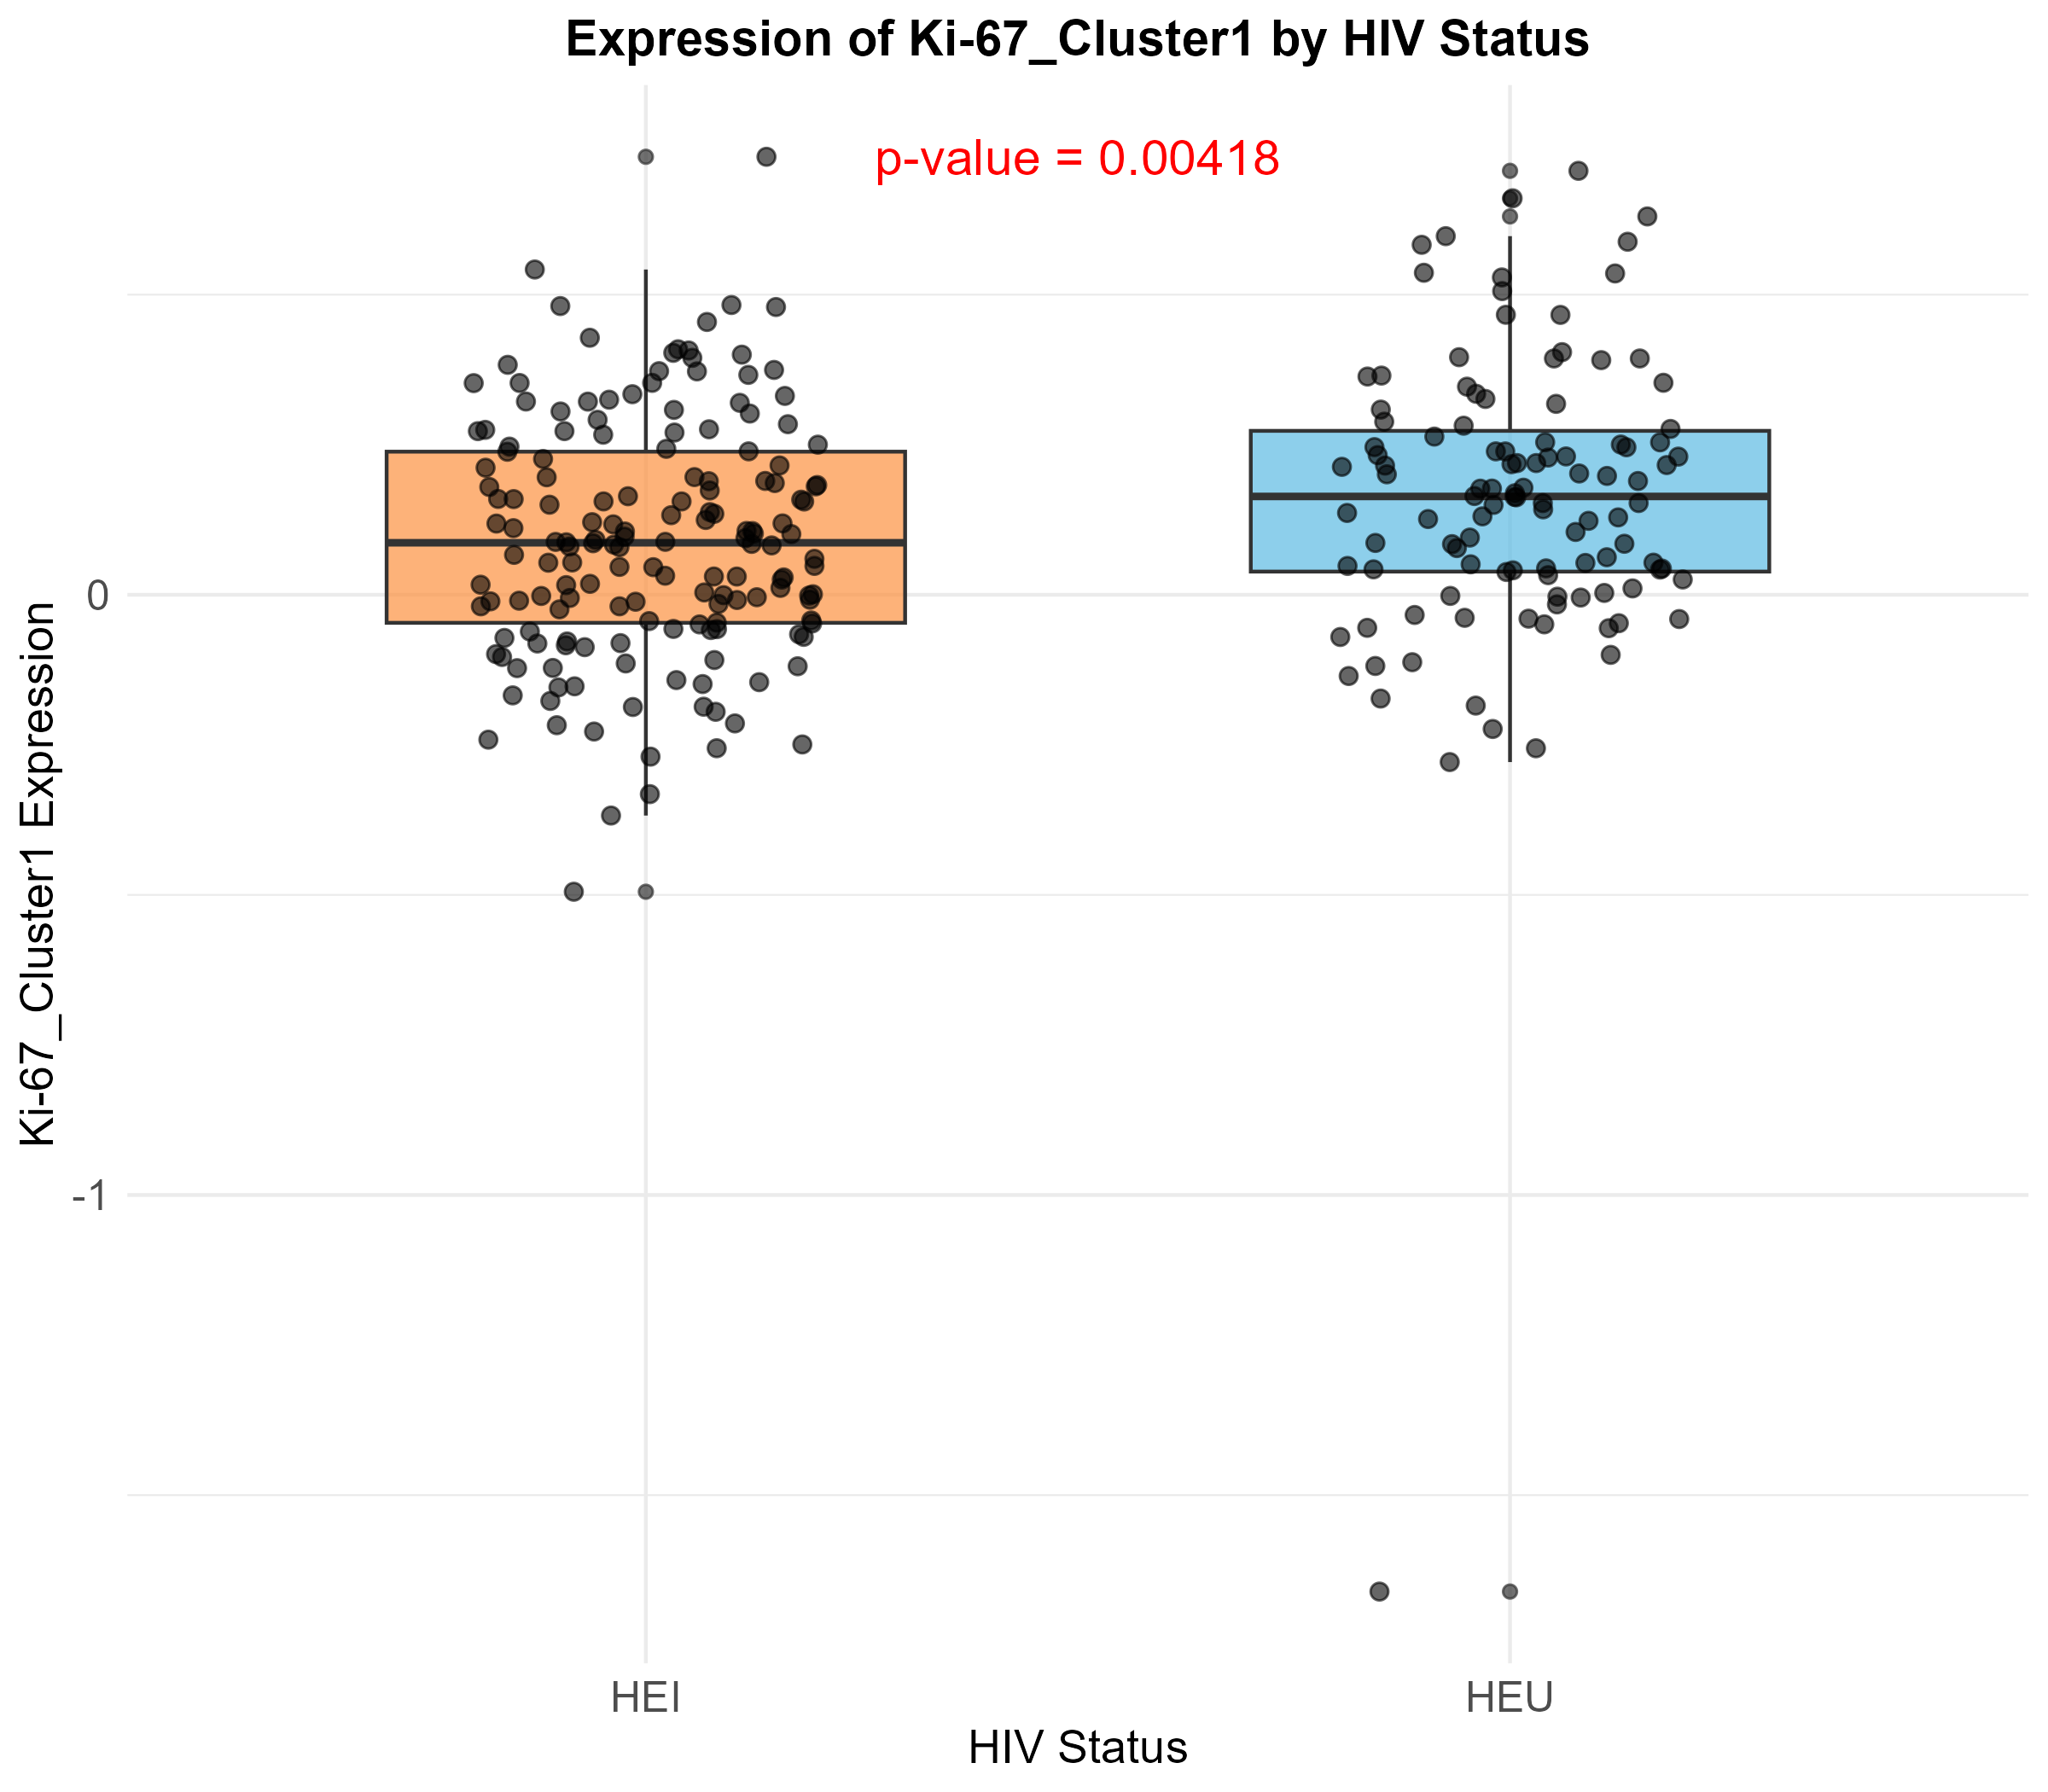 Expression of Ki-67_Cluster1 by HIV Status
p-value = 0.00418
Ki-67_Cluster1 Expression
0
-1
HEI
HEU
HIV Status